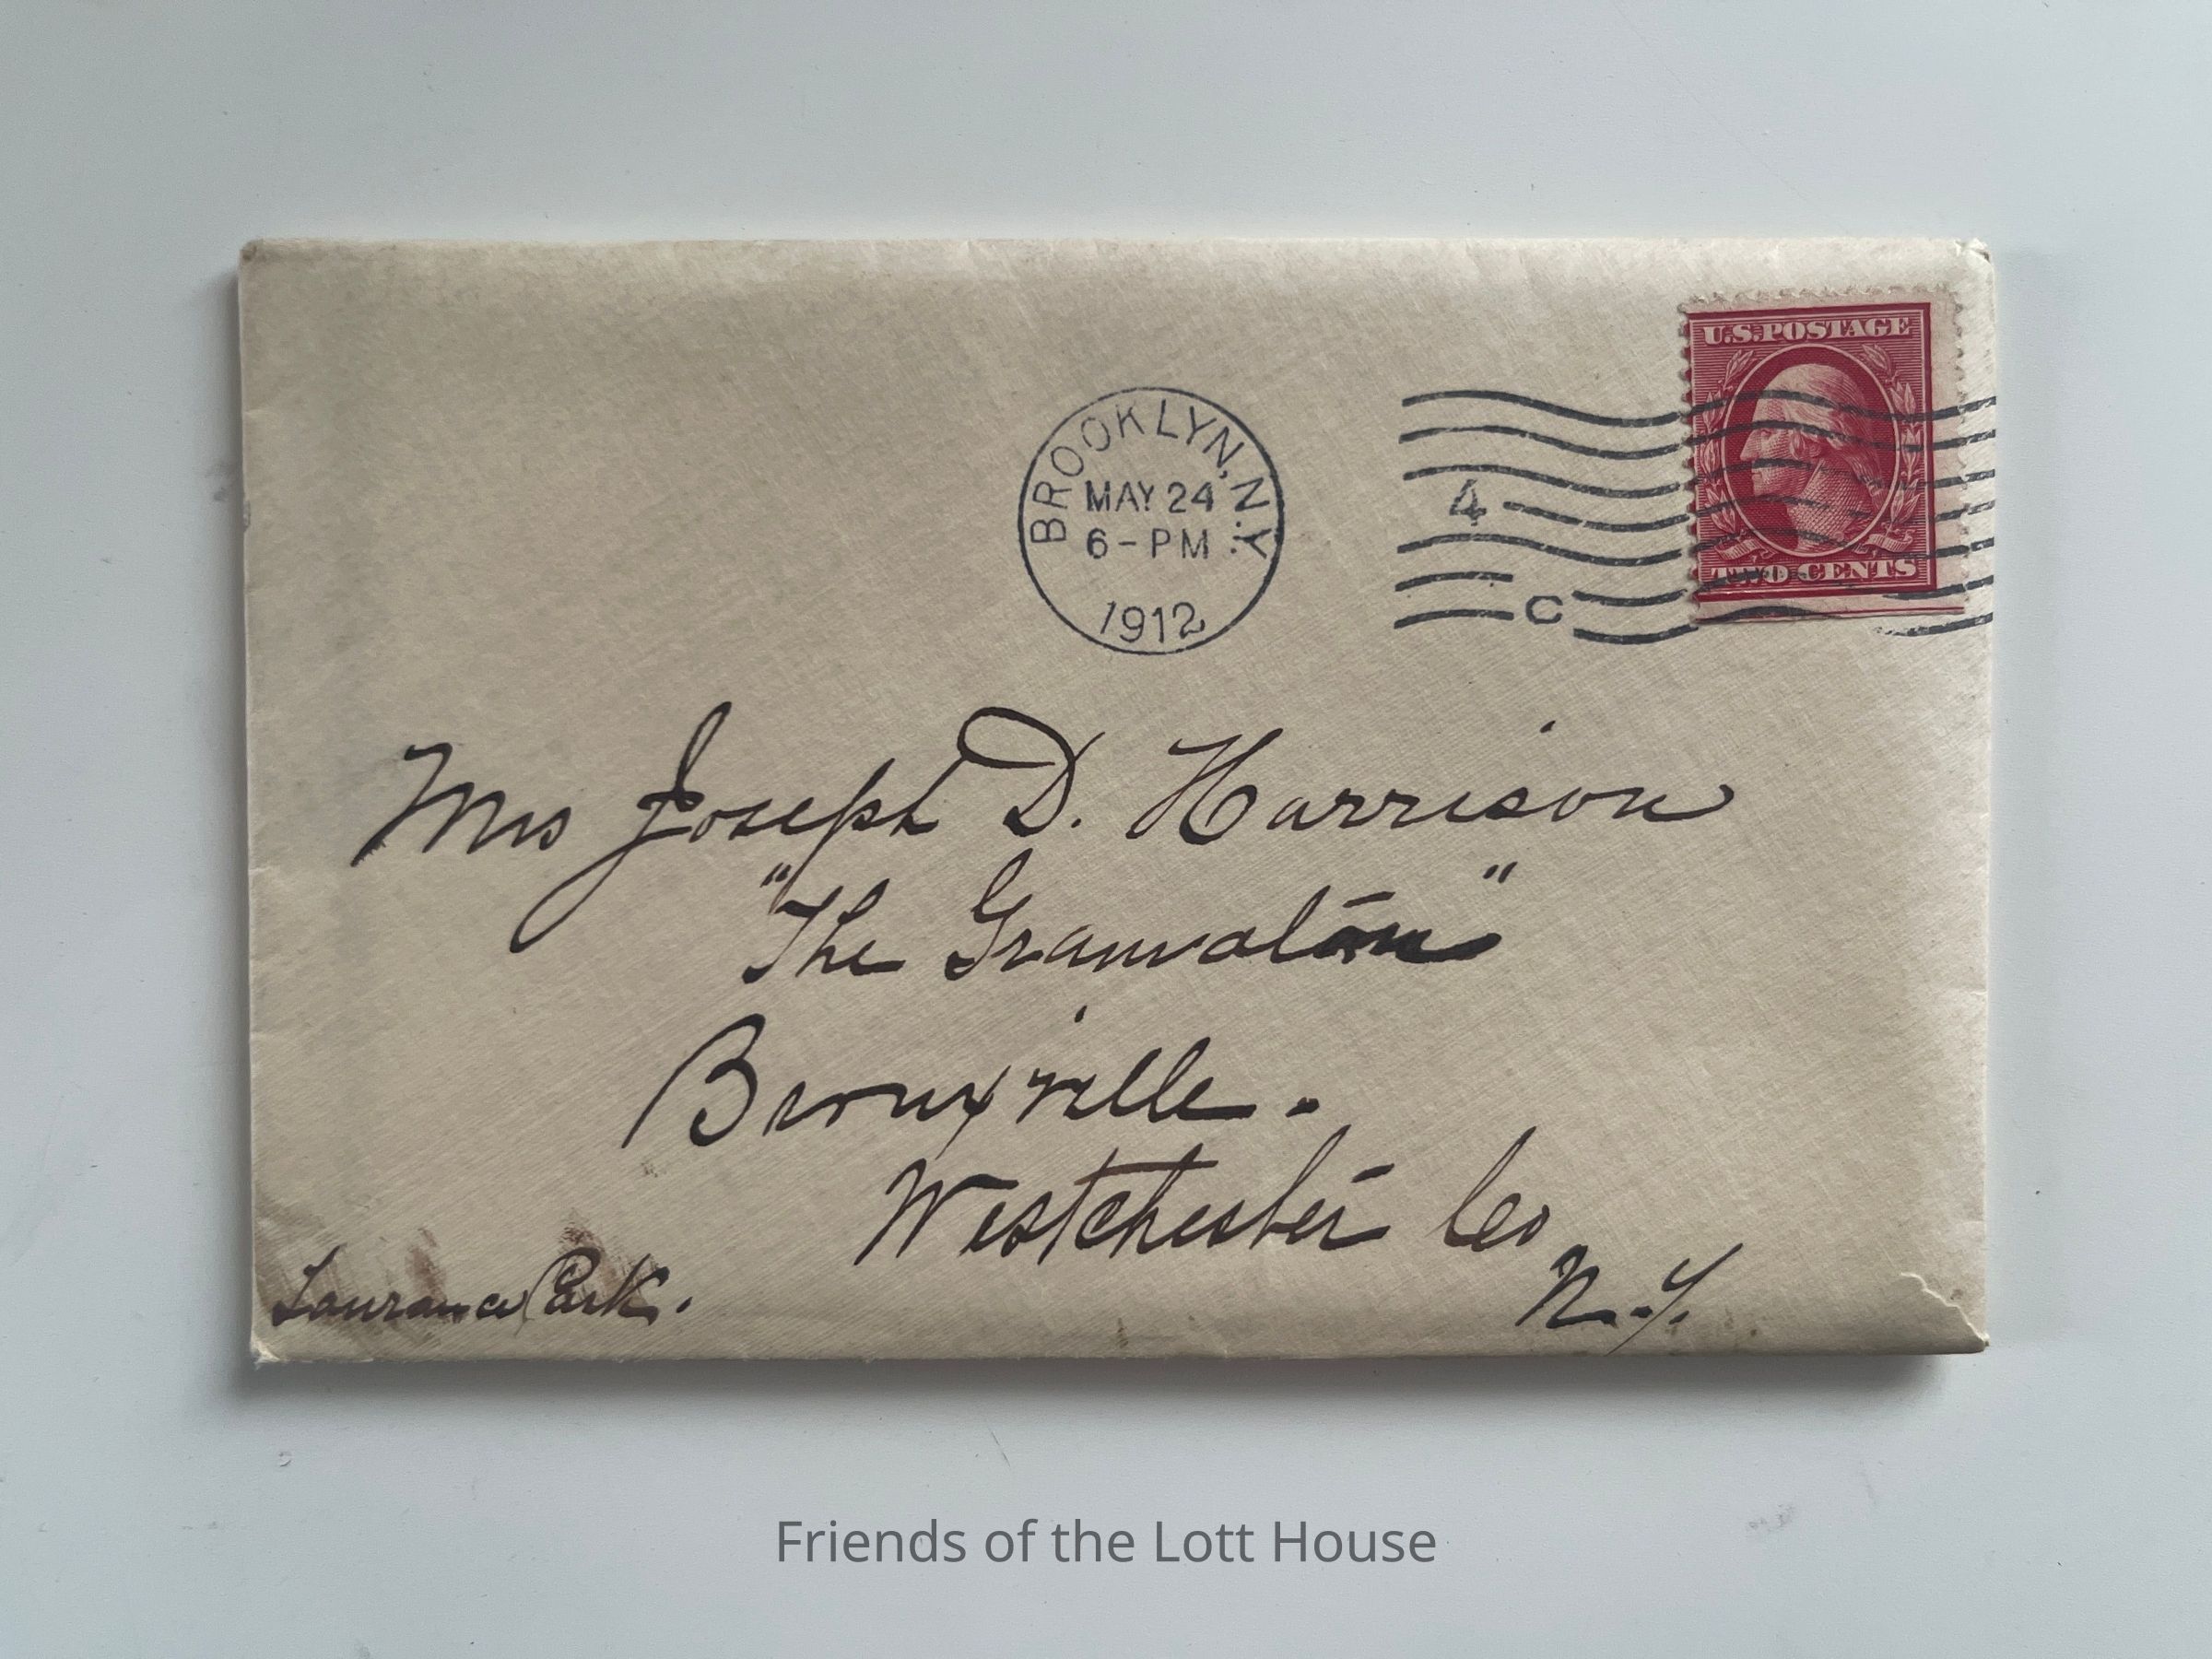 BROOKLYN, N.Y.
MAY 24
6-PM
1912
4
C
U.S. POSTAGE
TWO CENTS
Mrs Joseph D. Harrison
"The Gramatan"
Bronxville.
Westchester Co
N.Y.
Lawrance Park.
Friends of the Lott House